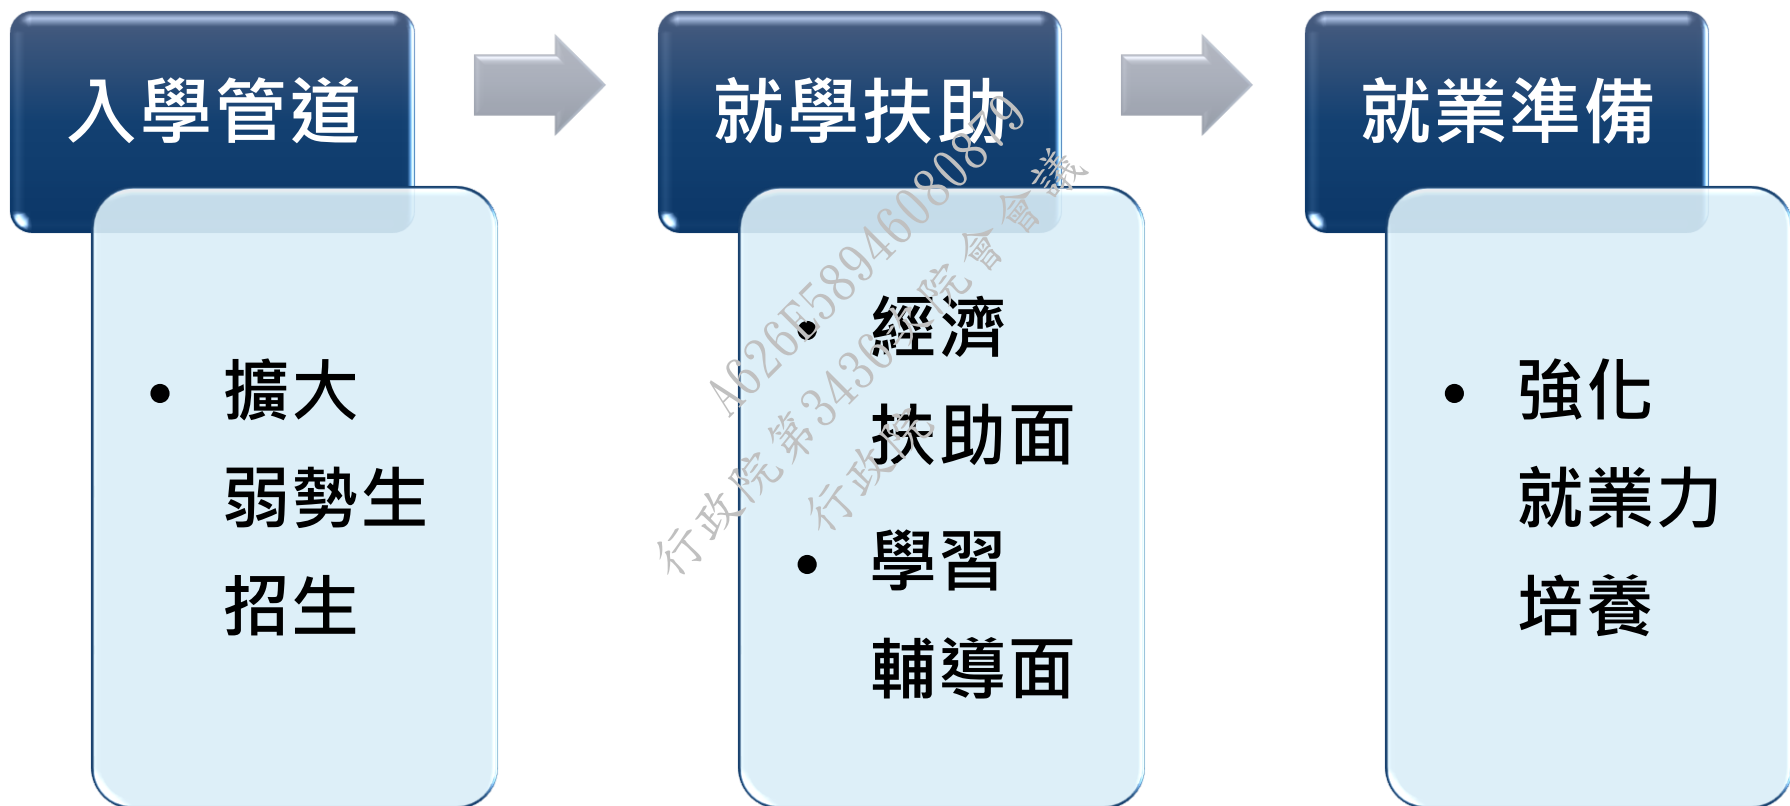 入學管道
• 擴大
弱勢生
招生
就學扶助
• 經濟
扶助面
• 學習
輔導面
就業準備
• 強化
就業力
培養
A626E58946080879
行政院第3436次院會會議
行政院